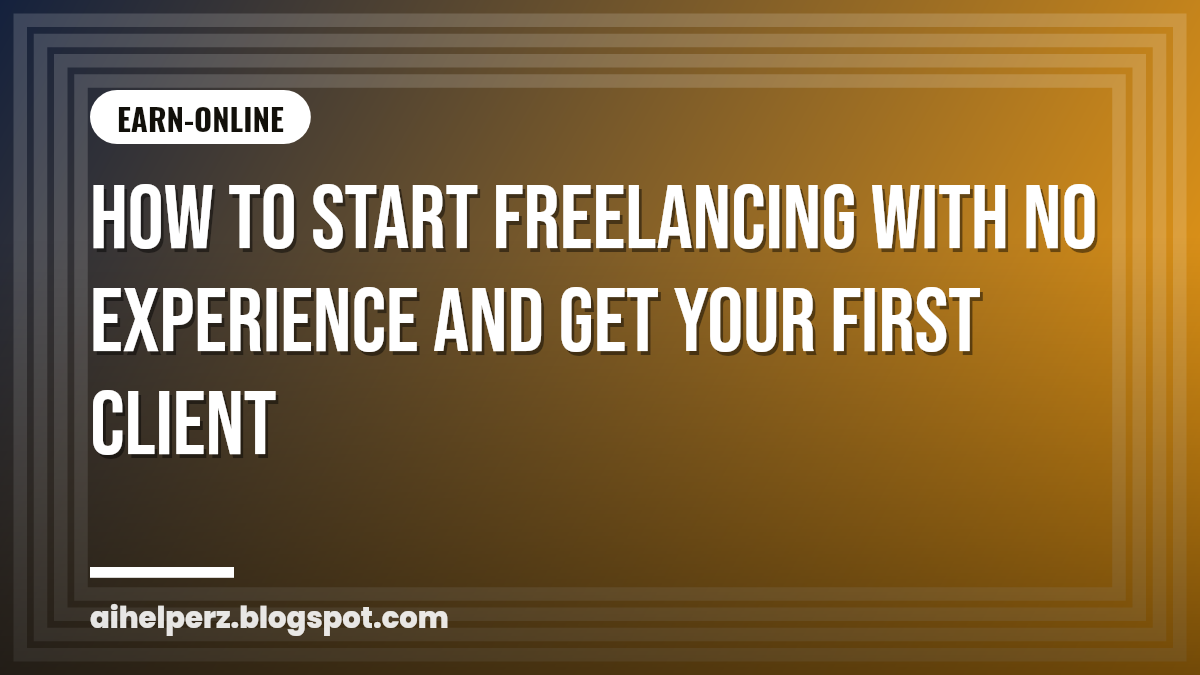 EARN-ONLINE
HOW TO START FREELANCING WITH NO
EXPERIENCE AND GET YOUR FIRST
CLIENT
aihelperz.blogspot.com